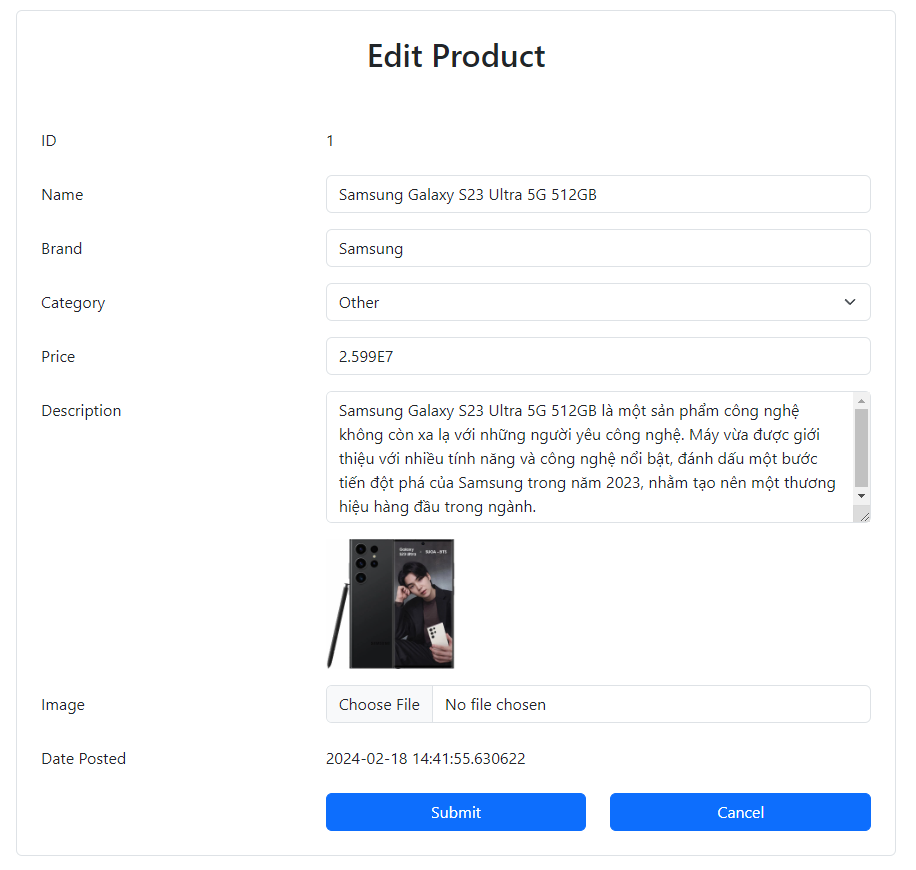 Edit Product
ID 1
Name Samsung Galaxy S23 Ultra 5G 512GB
Brand Samsung
Category Other
Price 2.599E7
Description Samsung Galaxy S23 Ultra 5G 512GB là một sản phẩm công nghệ
không còn xa lạ với những người yêu công nghệ. Máy vừa được giới
thiệu với nhiều tính năng và công nghệ nổi bật, đánh dấu một bước
tiến đột phá của Samsung trong năm 2023, nhằm tạo nên một thương
hiệu hàng đầu trong ngành.
Galaxy
Image Choose File No file chosen
Date Posted 2024-02-18 14:41:55.630622
Submit Cancel